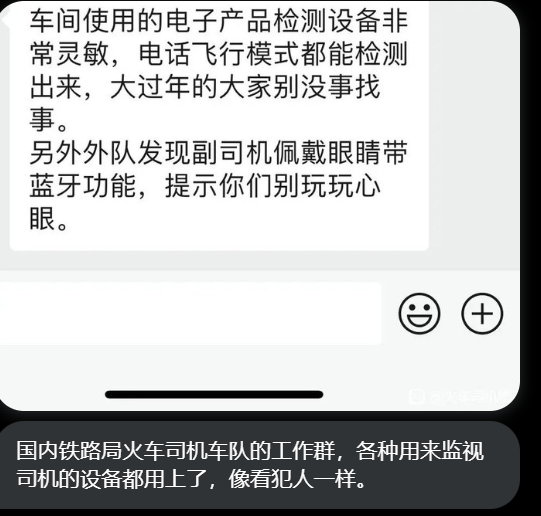 车间使用的电子产品检测设备非
常灵敏，电话飞行模式都能检测
出来，大过年的大家别没事找
事。
另外外队发现副司机佩戴眼睛带
蓝牙功能，提示你们别玩玩心
眼。
国内铁路局火车司机车队的工作群，各种用来监视
司机的设备都用上了，像看犯人一样。